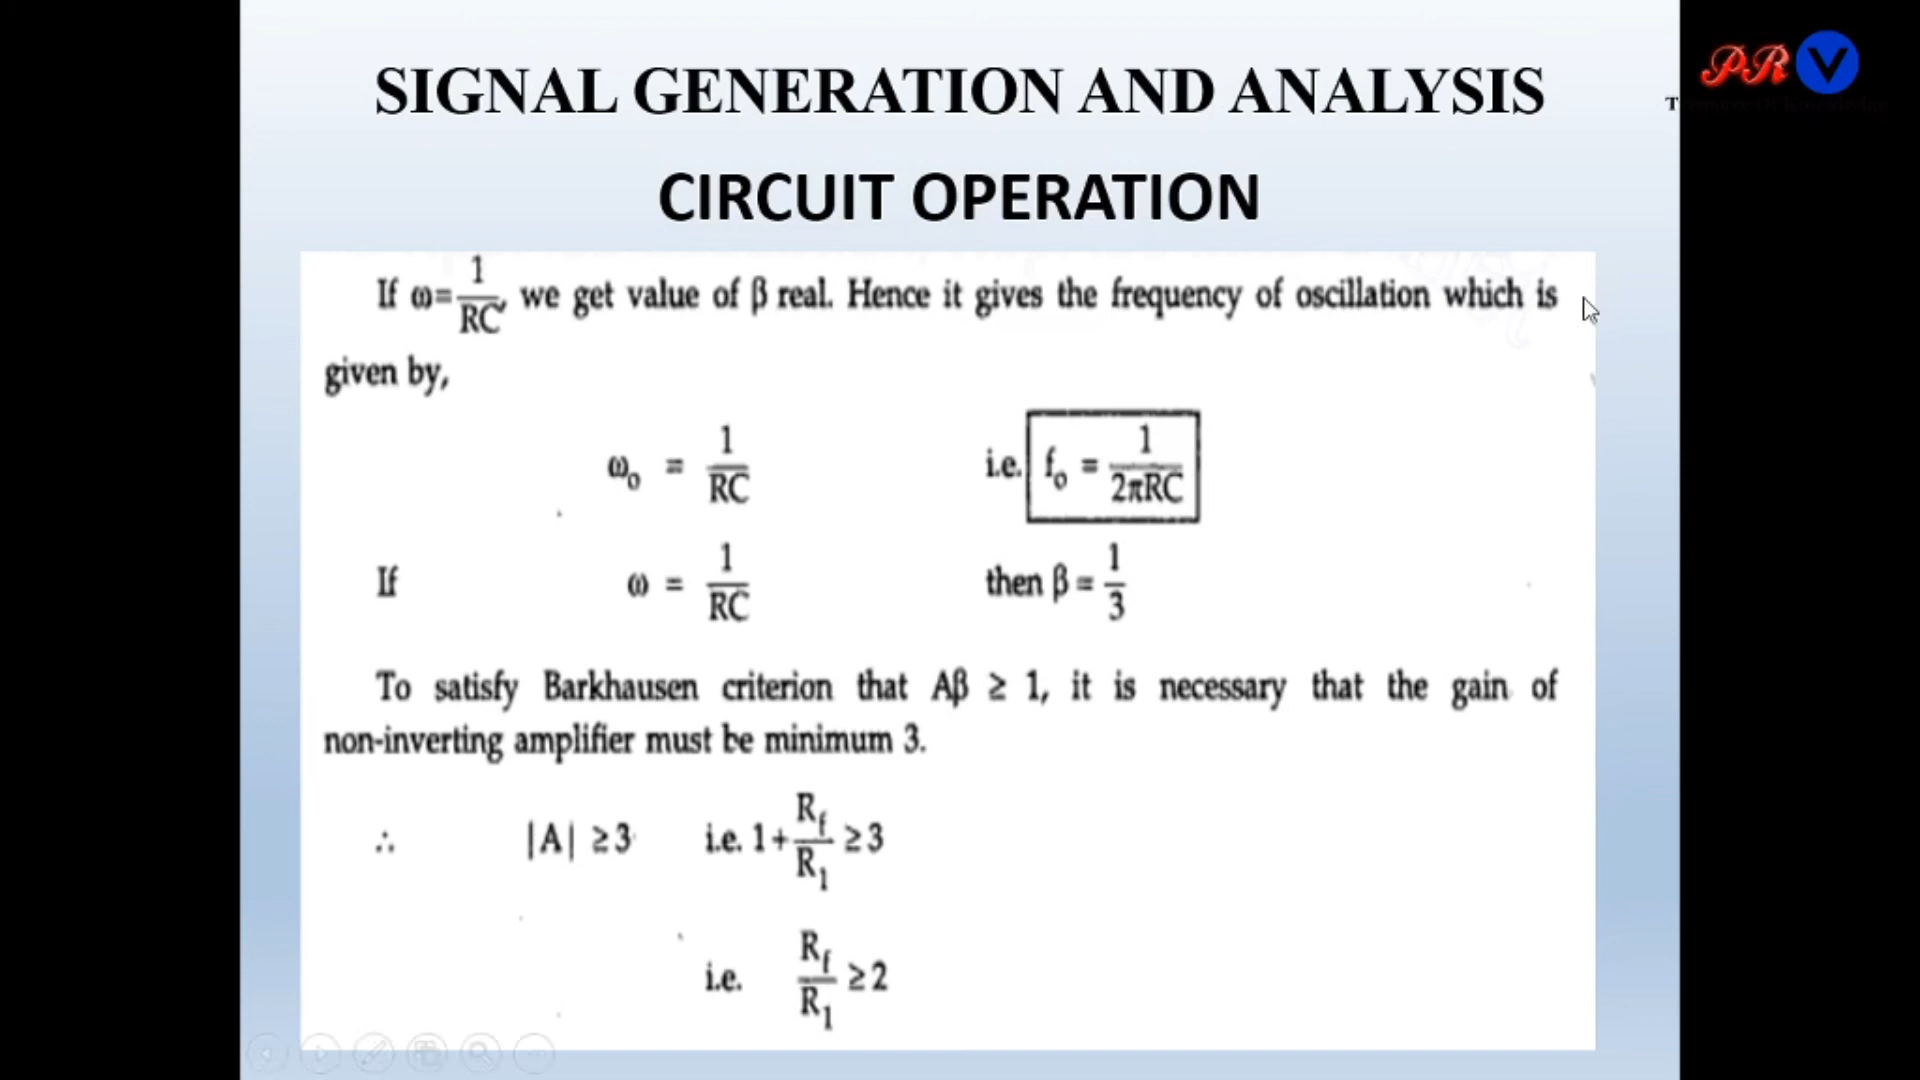 SIGNAL GENERATION AND ANALYSIS
PR V
CIRCUIT OPERATION
If ω = 1/RC, we get value of β real. Hence it gives the frequency of oscillation which is
given by,
ω₀ = 1/RC i.e. f₀ = 1/2πRC
If ω = 1/RC then β = 1/3
To satisfy Barkhausen criterion that Aβ ≥ 1, it is necessary that the gain of
non-inverting amplifier must be minimum 3.
∴ |A| ≥ 3 i.e. 1 + R_f/R₁ ≥ 3
i.e. R_f/R₁ ≥ 2